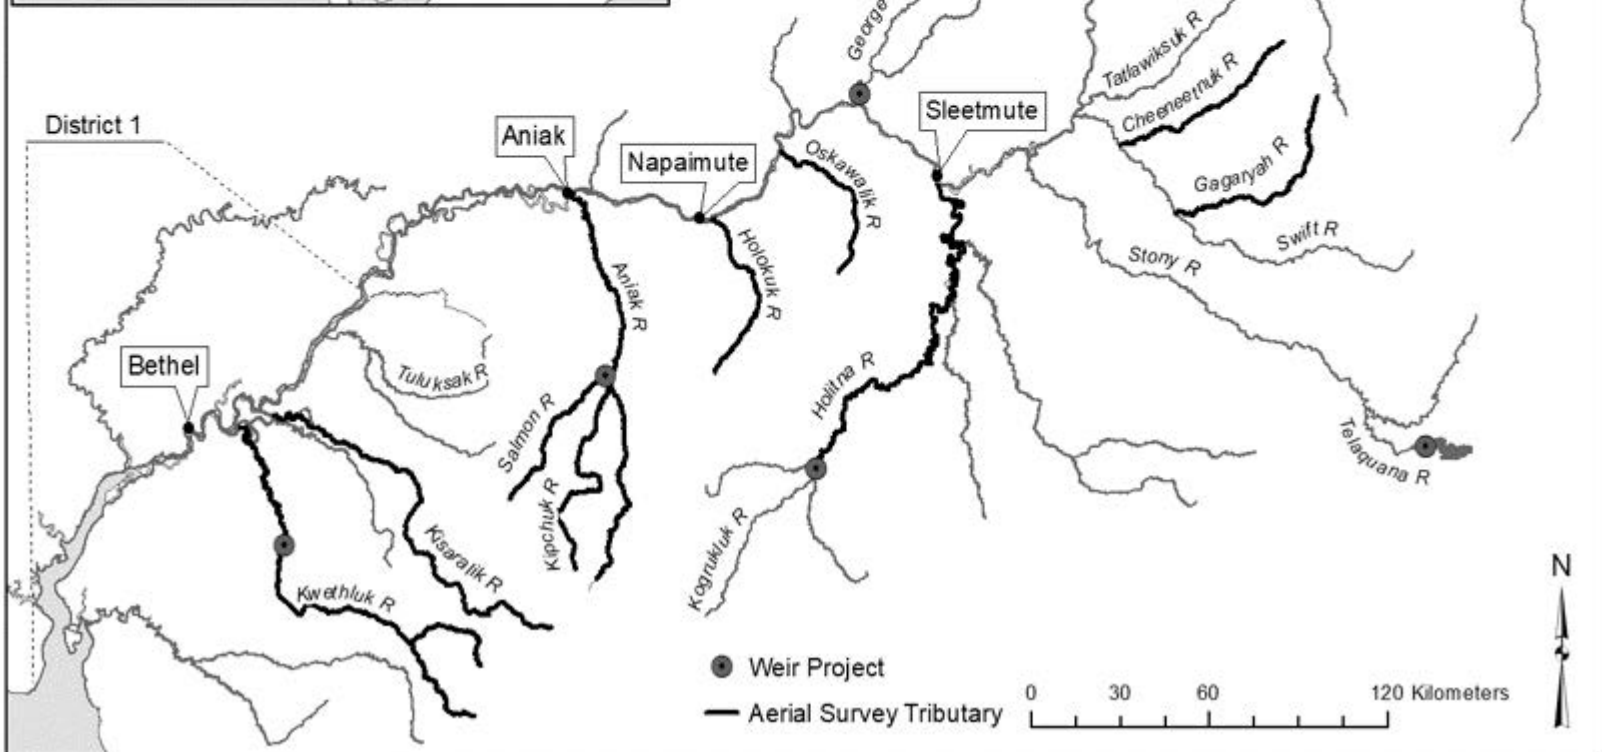 George
Tatlawiksuk R
Cheeneetnuk R
District 1
Sleetmute
Aniak
Napaimute
Oskawalik R
Gagaryah R
Swift R
Stony R
Holokuk R
Aniak R
Bethel
Tuluksak R
Holitna R
Salmon R
Telaquana R
Kipchuk R
Kisaralik R
Kogrukluk R
Kwethluk R
N
Weir Project
Aerial Survey Tributary
0 30 60 120 Kilometers